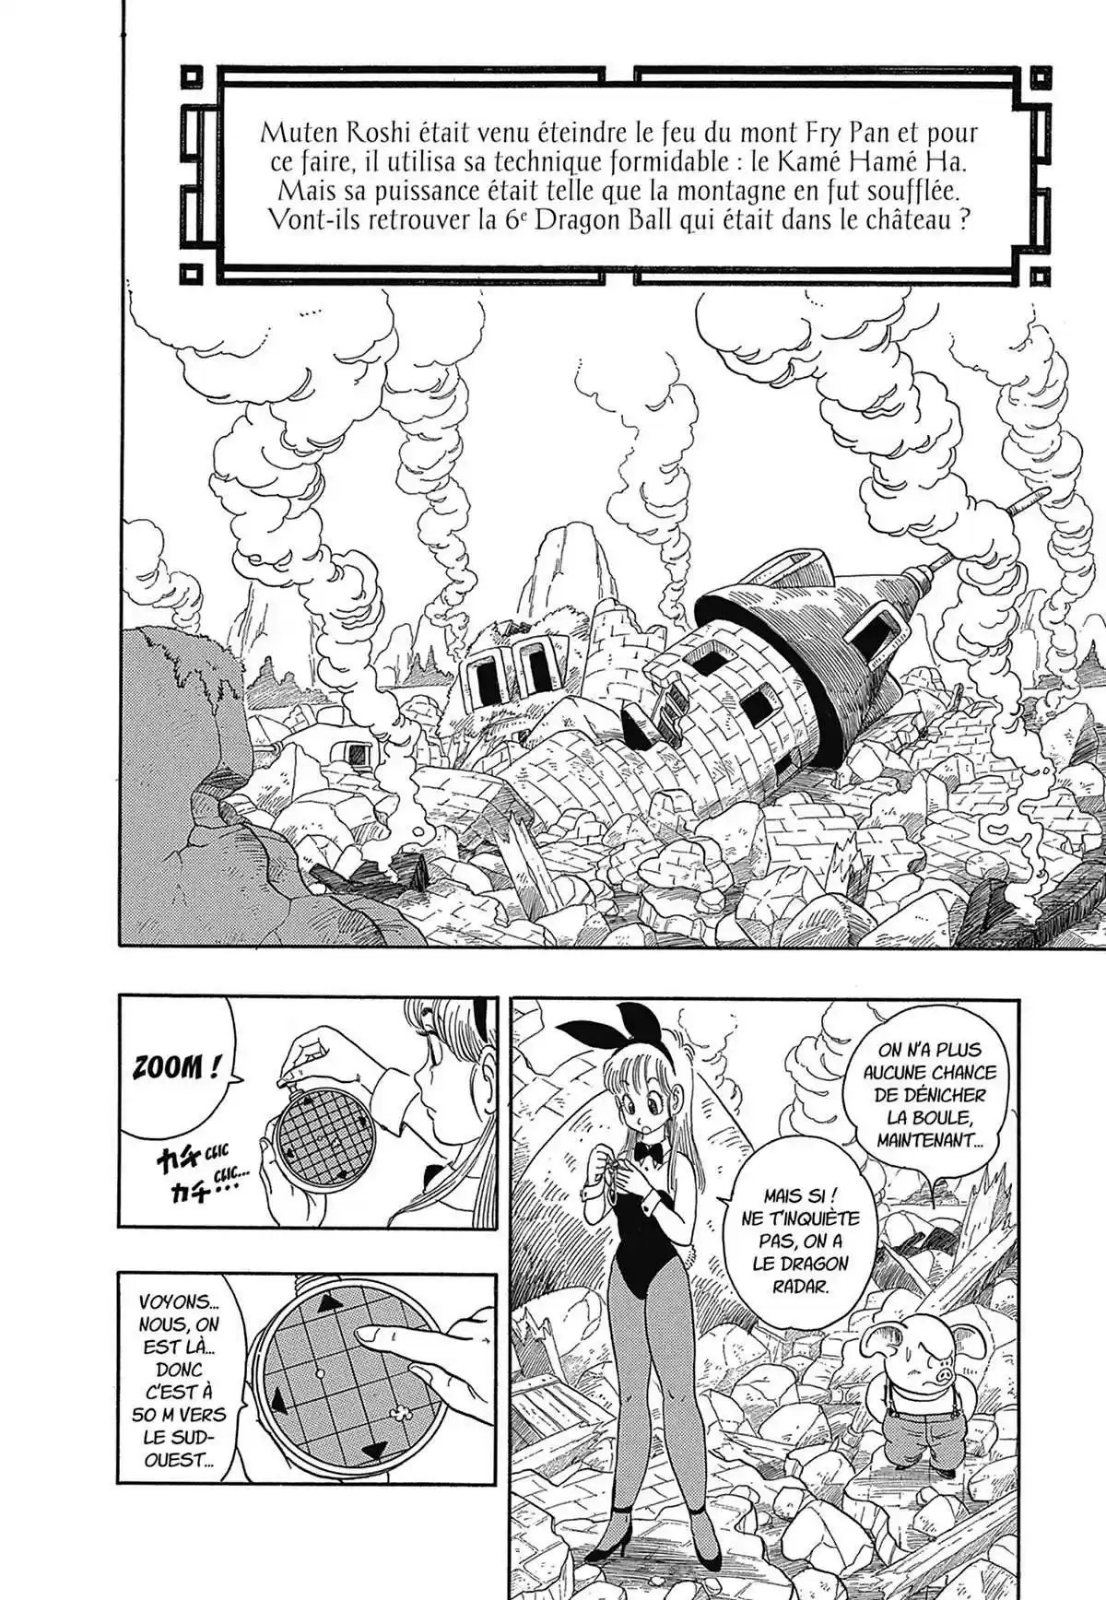 Muten Roshi était venu éteindre le feu du mont Fry Pan et pour
ce faire, il utilisa sa technique formidable : le Kamé Hamé Ha.
Mais sa puissance était telle que la montagne en fut soufflée.
Vont-ils retrouver la 6e Dragon Ball qui était dans le château ?
ON N'A PLUS
AUCUNE CHANCE
DE DÉNICHER
LA BOULE,
MAINTENANT...
MAIS SI !
NE T'INQUIÈTE
PAS, ON A
LE DRAGON
RADAR.
ZOOM !
カチ CLIC
カチ CLIC...
VOYONS...
NOUS, ON
EST LÀ...
DONC
C'EST À
50 M VERS
LE SUD-
OUEST...